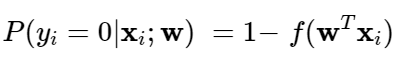 P(y_i = 0|x_i; w) = 1− f(w^T x_i)